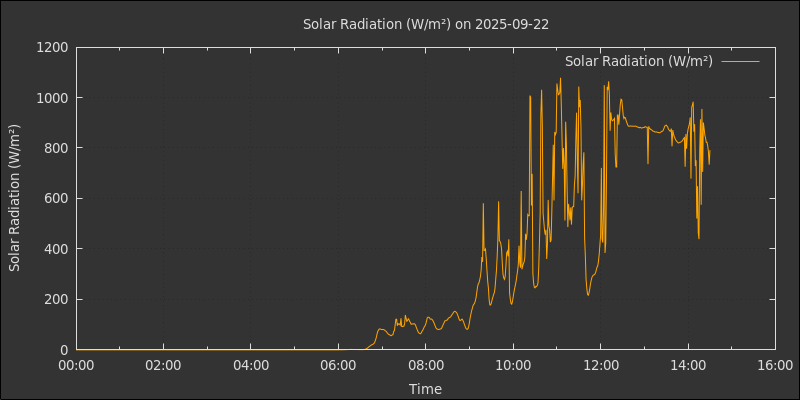 Solar Radiation (W/m²) on 2025-09-22
Solar Radiation (W/m²)
1200
1000
800
600
400
200
0
Solar Radiation (W/m²)
00:00 02:00 04:00 06:00 08:00 10:00 12:00 14:00 16:00
Time